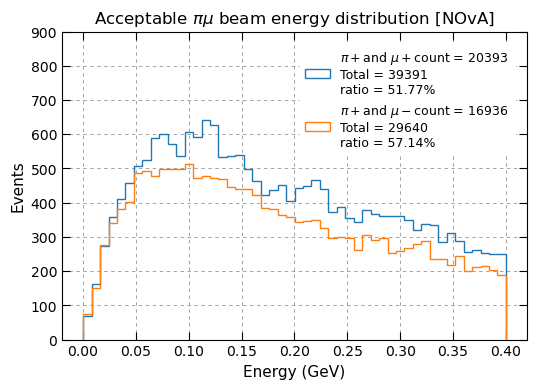 Acceptable πμ beam energy distribution [NOvA]
900
800
700
600
500
400
300
200
100
0
Events
π + and μ + count = 20393
Total = 39391
ratio = 51.77%
π + and μ − count = 16936
Total = 29640
ratio = 57.14%
0.00 0.05 0.10 0.15 0.20 0.25 0.30 0.35 0.40
Energy (GeV)